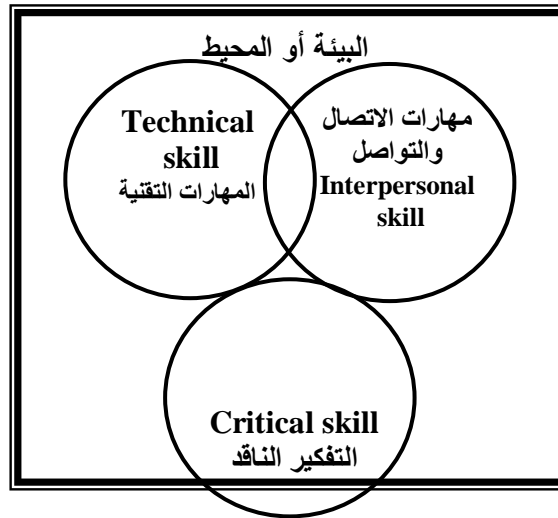 البيئة أو المحيط
Technical
skill
المهارات التقنية
مهارات الاتصال
والتواصل
Interpersonal
skill
Critical skill
التفكير الناقد